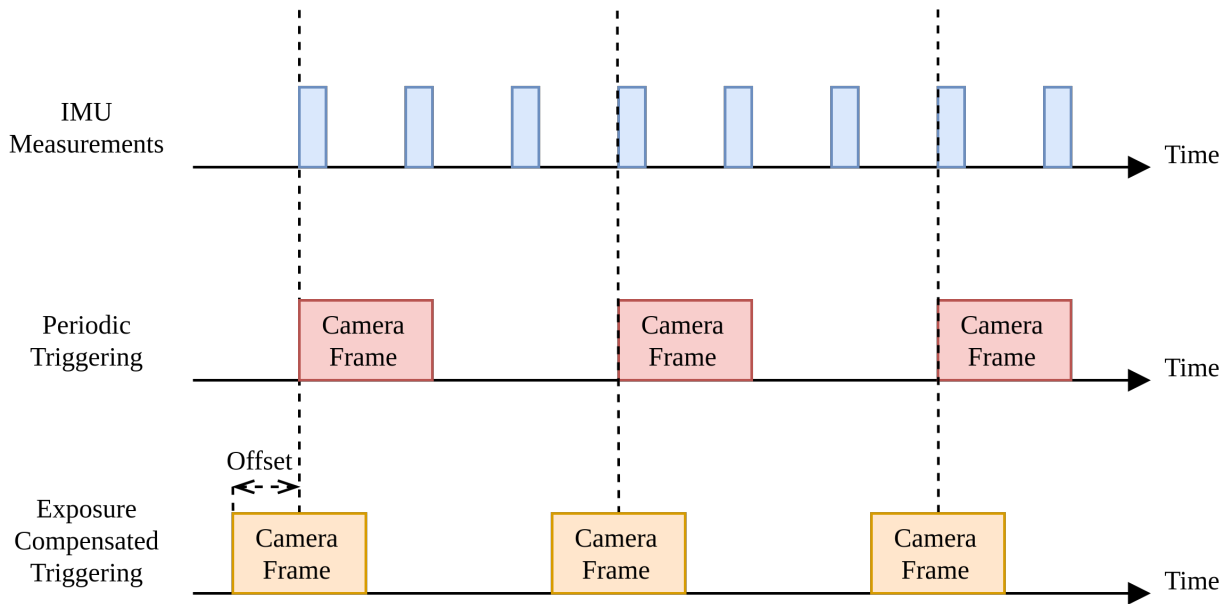 IMU
Measurements
Time
Periodic
Triggering
Camera
Frame
Camera
Frame
Camera
Frame
Time
Offset
Exposure
Compensated
Triggering
Camera
Frame
Camera
Frame
Camera
Frame
Time